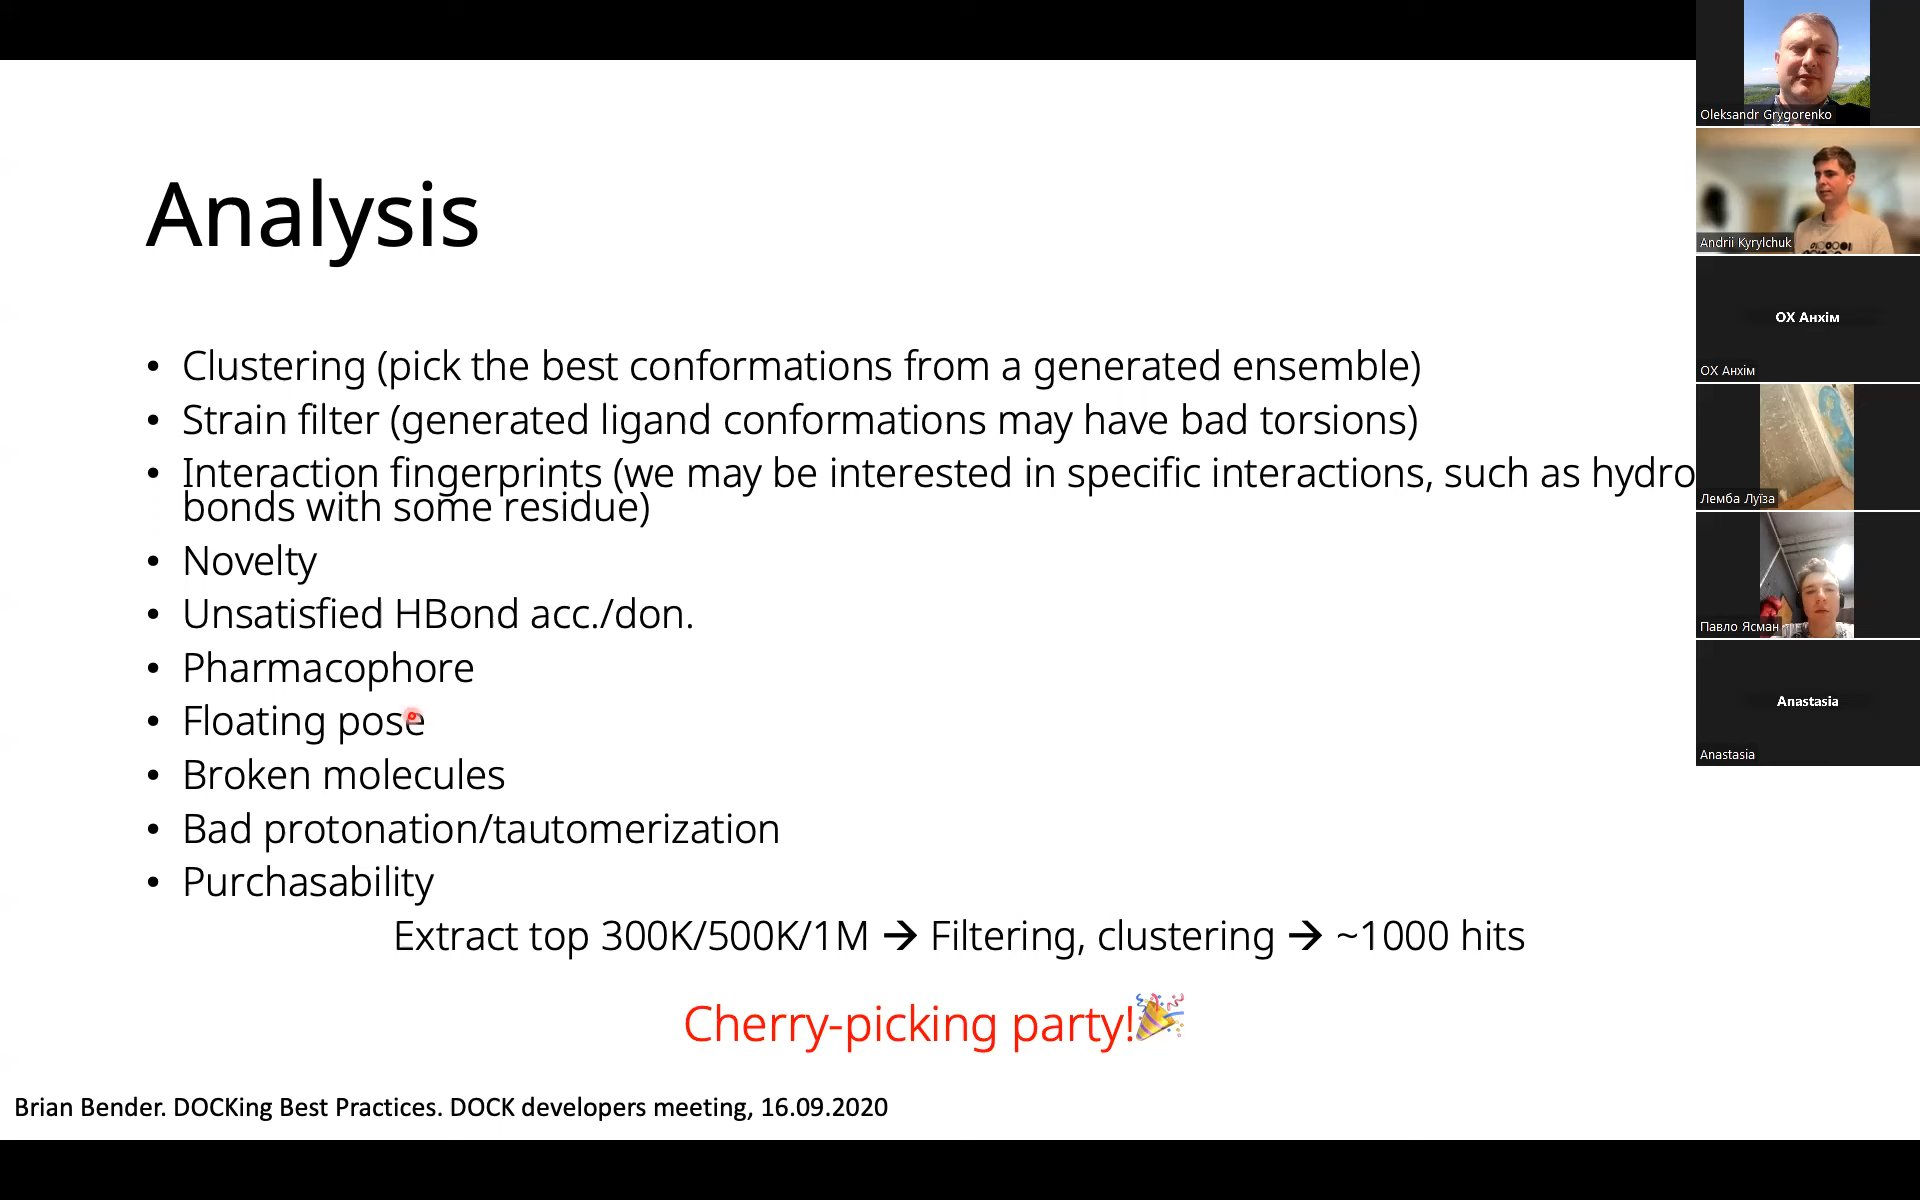 Analysis
• Clustering (pick the best conformations from a generated ensemble)
• Strain filter (generated ligand conformations may have bad torsions)
• Interaction fingerprints (we may be interested in specific interactions, such as hydro
bonds with some residue)
• Novelty
• Unsatisfied HBond acc./don.
• Pharmacophore
• Floating pose
• Broken molecules
• Bad protonation/tautomerization
• Purchasability
Extract top 300K/500K/1M → Filtering, clustering → ~1000 hits
Cherry-picking party!🎉
Brian Bender. DOCKing Best Practices. DOCK developers meeting, 16.09.2020
Oleksandr Grygorenko
Andrii Kyrylchuk
ОХ Анхім
ОХ Анхім
Лемба Луїза
Павло Ясман
Anastasia
Anastasia